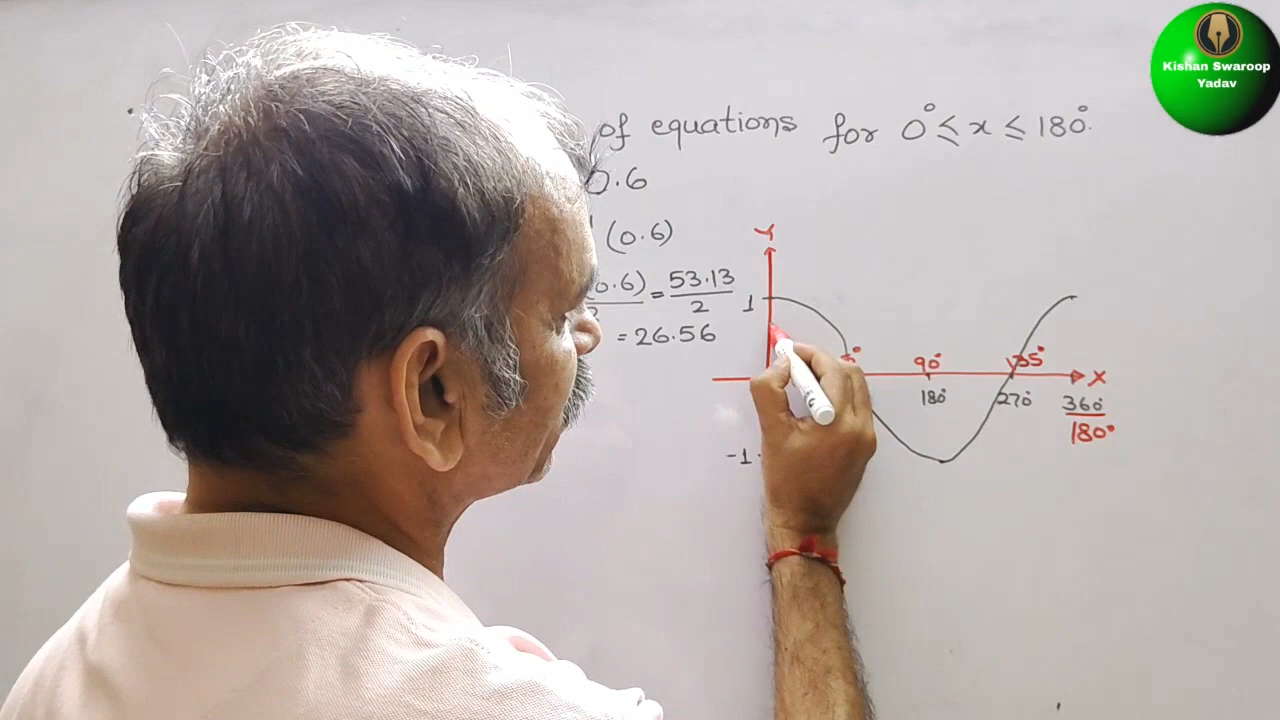 Kishan Swaroop
Yadav
of equations for 0° ≤ x ≤ 180°.
0.6
(0.6)
(0.6) = 53.13
2
= 26.56
Y
1
-1
90° 135° X
180° 270° 360°
180°